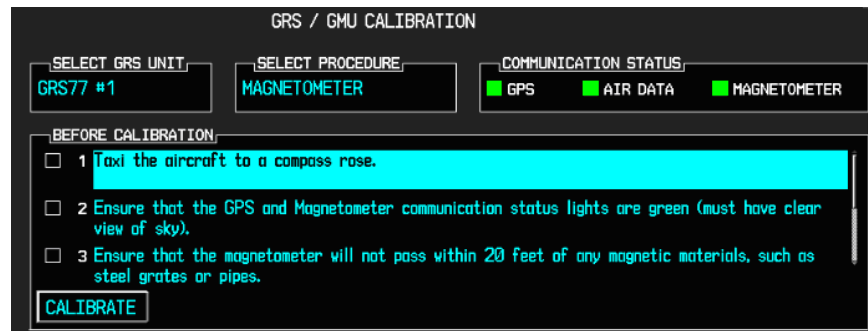 GRS / GMU CALIBRATION
SELECT GRS UNIT
SELECT PROCEDURE
COMMUNICATION STATUS
GRS77 #1
MAGNETOMETER
GPS
AIR DATA
MAGNETOMETER
BEFORE CALIBRATION
1 Taxi the aircraft to a compass rose.
2 Ensure that the GPS and Magnetometer communication status lights are green (must have clear
view of sky).
3 Ensure that the magnetometer will not pass within 20 feet of any magnetic materials, such as
steel grates or pipes.
CALIBRATE